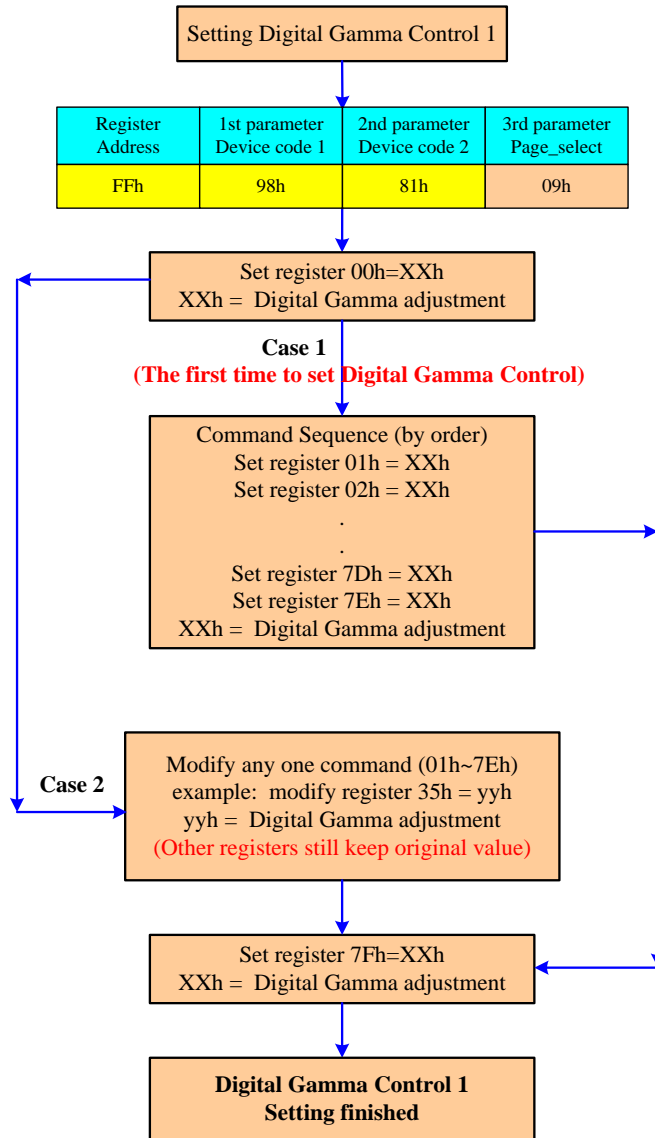 Setting Digital Gamma Control 1
Register Address
1st parameter Device code 1
2nd parameter Device code 2
3rd parameter Page_select
FFh
98h
81h
09h
Set register 00h=XXh
XXh = Digital Gamma adjustment
Case 1
(The first time to set Digital Gamma Control)
Command Sequence (by order)
Set register 01h = XXh
Set register 02h = XXh
.
.
Set register 7Dh = XXh
Set register 7Eh = XXh
XXh = Digital Gamma adjustment
Case 2
Modify any one command (01h~7Eh)
example: modify register 35h = yyh
yyh = Digital Gamma adjustment
(Other registers still keep original value)
Set register 7Fh=XXh
XXh = Digital Gamma adjustment
Digital Gamma Control 1
Setting finished